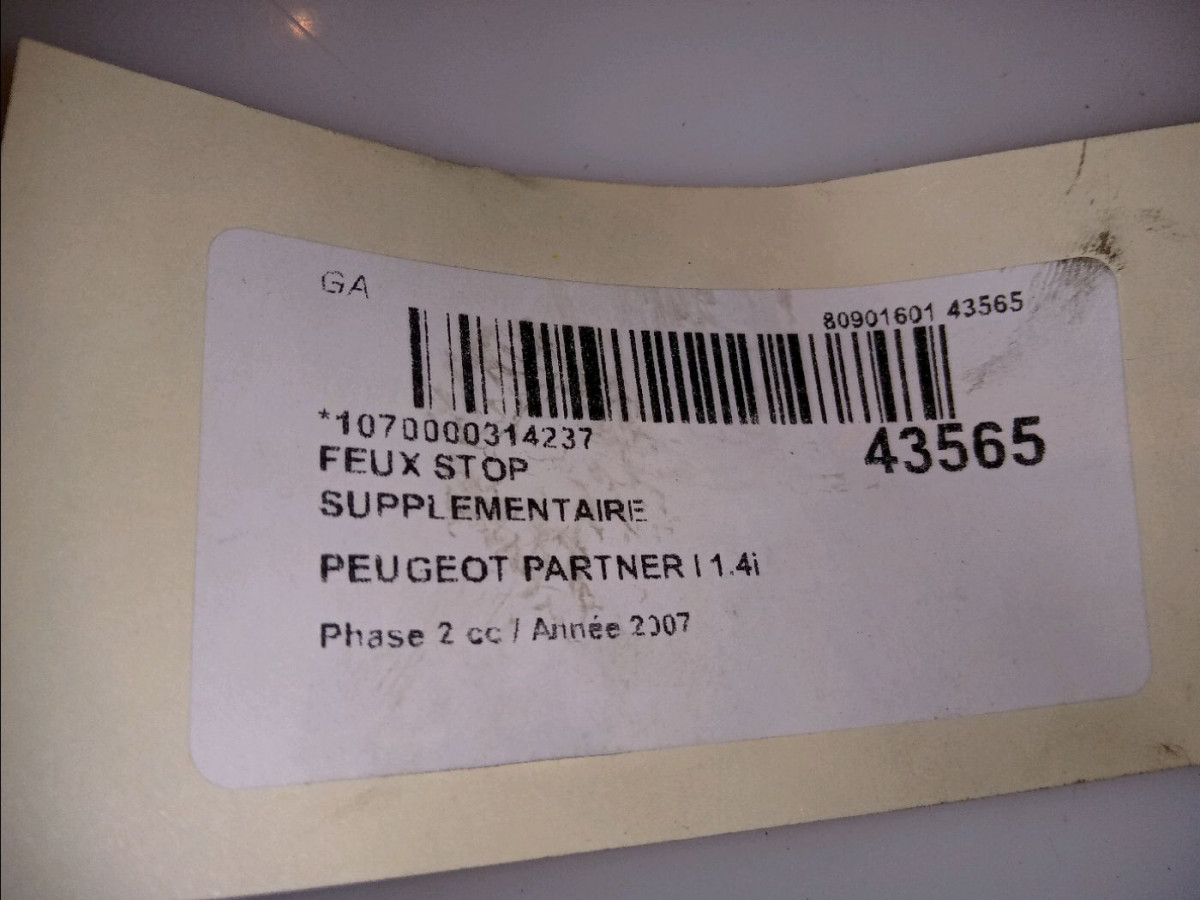 GA
80901601 43565
*1070000314237
43565
FEUX STOP
SUPPLEMENTAIRE
PEUGEOT PARTNER I 1.4i
Phase 2 cc / Année 2007